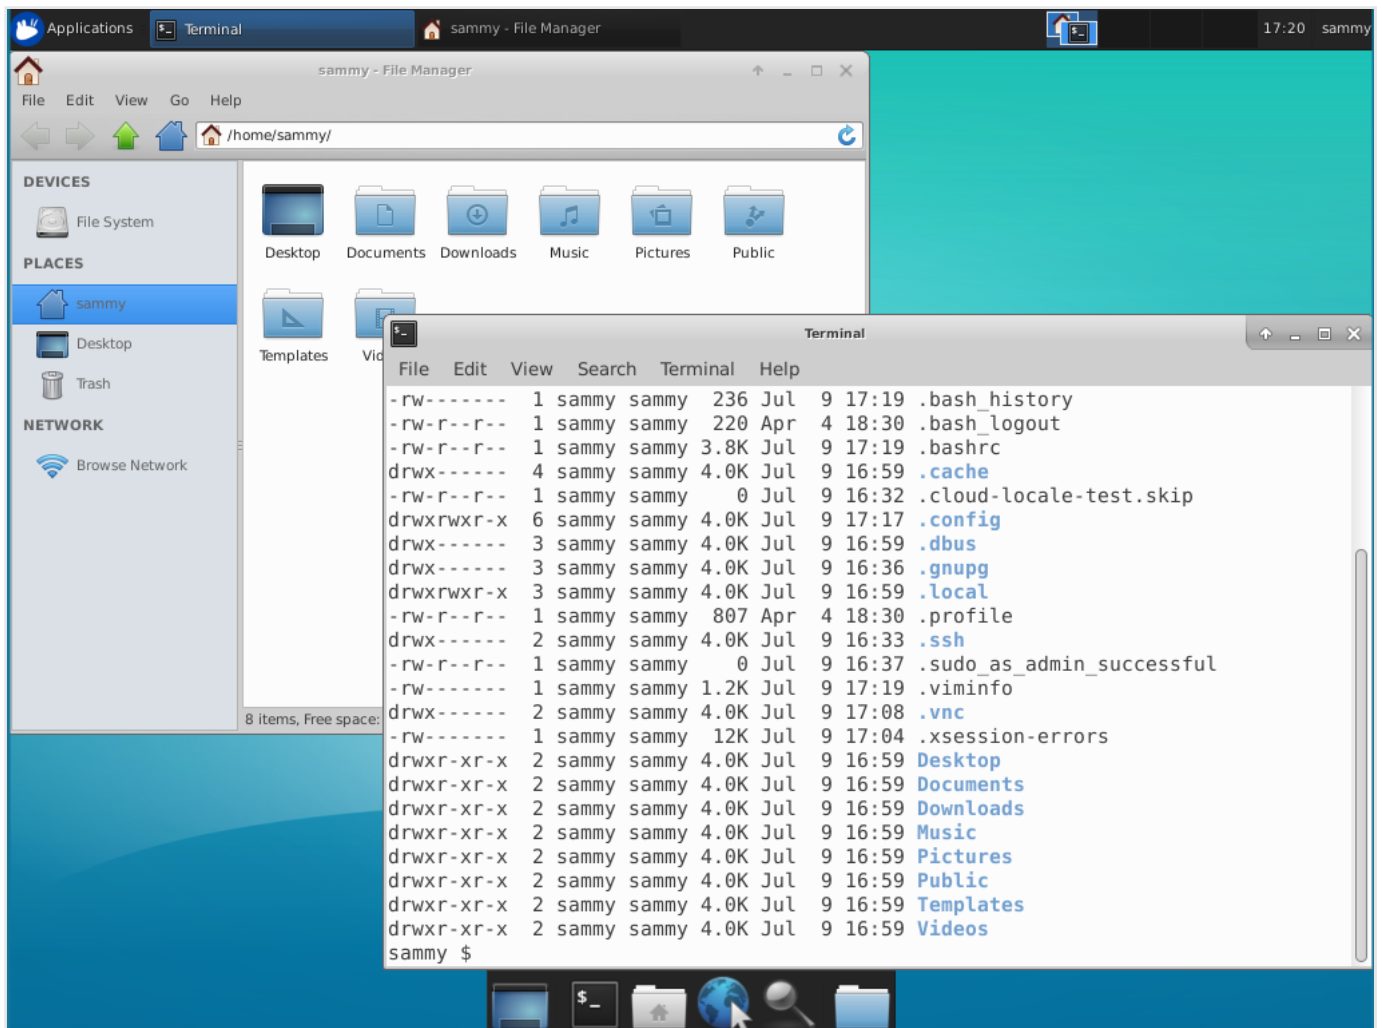 Applications
Terminal
sammy - File Manager
17:20 sammy
sammy - File Manager
File Edit View Go Help
/home/sammy/
DEVICES
File System
PLACES
sammy
Desktop
Trash
NETWORK
Browse Network
Desktop Documents Downloads Music Pictures Public
Templates Vid
8 items, Free space:
$_
Terminal
File Edit View Search Terminal Help
-rw------- 1 sammy sammy 236 Jul 9 17:19 .bash_history
-rw-r--r-- 1 sammy sammy 220 Apr 4 18:30 .bash_logout
-rw-r--r-- 1 sammy sammy 3.8K Jul 9 17:19 .bashrc
drwx------ 4 sammy sammy 4.0K Jul 9 16:59 .cache
-rw-r--r-- 1 sammy sammy 0 Jul 9 16:32 .cloud-locale-test.skip
drwxrwxr-x 6 sammy sammy 4.0K Jul 9 17:17 .config
drwx------ 3 sammy sammy 4.0K Jul 9 16:59 .dbus
drwx------ 3 sammy sammy 4.0K Jul 9 16:36 .gnupg
drwxrwxr-x 3 sammy sammy 4.0K Jul 9 16:59 .local
-rw-r--r-- 1 sammy sammy 807 Apr 4 18:30 .profile
drwx------ 2 sammy sammy 4.0K Jul 9 16:33 .ssh
-rw-r--r-- 1 sammy sammy 0 Jul 9 16:37 .sudo_as_admin_successful
-rw------- 1 sammy sammy 1.2K Jul 9 17:19 .viminfo
drwx------ 2 sammy sammy 4.0K Jul 9 17:08 .vnc
-rw------- 1 sammy sammy 12K Jul 9 17:04 .xsession-errors
drwxr-xr-x 2 sammy sammy 4.0K Jul 9 16:59 Desktop
drwxr-xr-x 2 sammy sammy 4.0K Jul 9 16:59 Documents
drwxr-xr-x 2 sammy sammy 4.0K Jul 9 16:59 Downloads
drwxr-xr-x 2 sammy sammy 4.0K Jul 9 16:59 Music
drwxr-xr-x 2 sammy sammy 4.0K Jul 9 16:59 Pictures
drwxr-xr-x 2 sammy sammy 4.0K Jul 9 16:59 Public
drwxr-xr-x 2 sammy sammy 4.0K Jul 9 16:59 Templates
drwxr-xr-x 2 sammy sammy 4.0K Jul 9 16:59 Videos
sammy $
$_